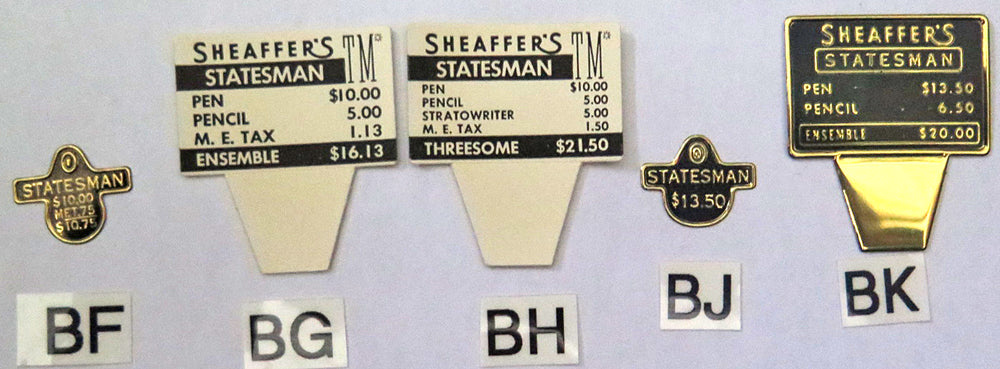 STATESMAN
$10.00
MET.75
$10.75
BF
SHEAFFER'S
STATESMAN TM
PEN $10.00
PENCIL 5.00
M. E. TAX 1.13
ENSEMBLE $16.13
BG
SHEAFFER'S
STATESMAN TM
PEN $10.00
PENCIL 5.00
STRATOWRITER 5.00
M. E. TAX 1.50
THREESOME $21.50
BH
STATESMAN
$13.50
BJ
SHEAFFER'S
STATESMAN
PEN $13.50
PENCIL 6.50
ENSEMBLE $20.00
BK